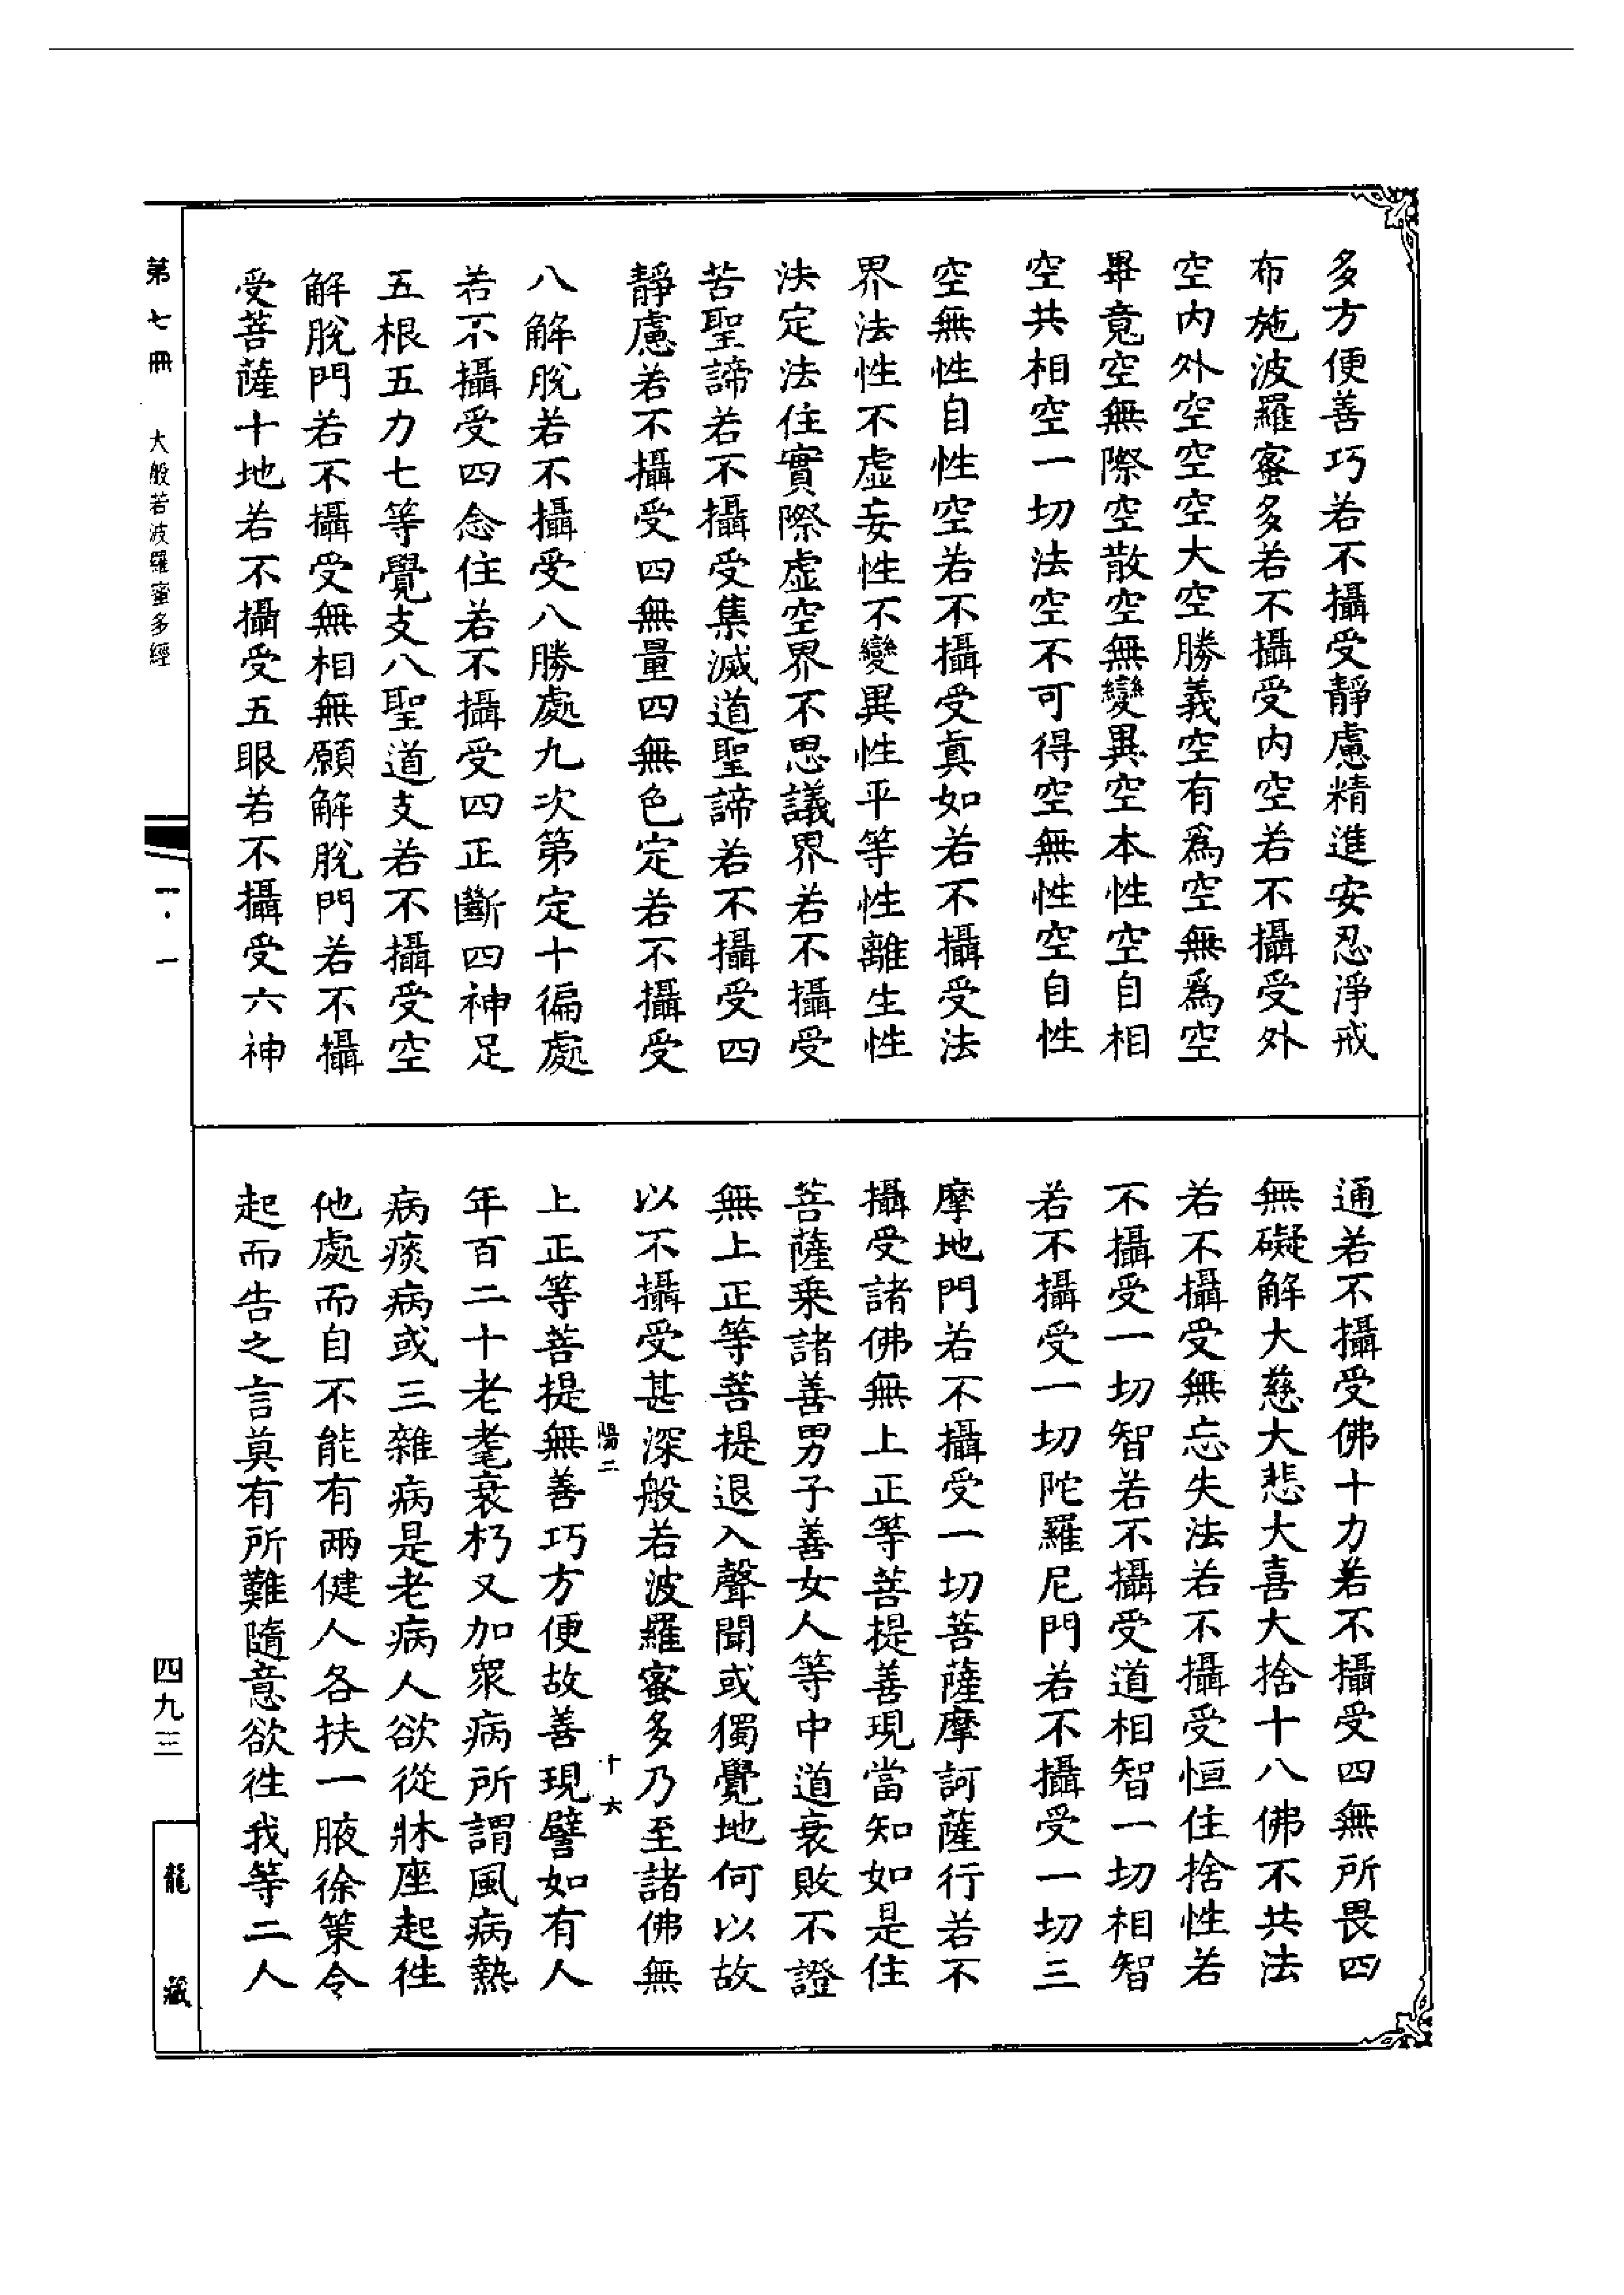 多方便善巧若不攝受靜慮精進安忍淨戒
布施波羅蜜多若不攝受內空若不攝受外
空內外空空空大空勝義空有為空無為空
畢竟空無際空散空無變異空本性空自相
空共相空一切法空不可得空無性空自性
空無性自性空若不攝受真如若不攝受法
界法性不虛妄性不變異性平等性離生性
法定法住實際虛空界不思議界若不攝受
苦聖諦若不攝受集滅道聖諦若不攝受四
靜慮若不攝受四無量四無色定若不攝受
八解脫若不攝受八勝處九次第定十徧處
若不攝受四念住若不攝受四正斷四神足
五根五力七等覺支八聖道支若不攝受空
解脫門若不攝受無相無願解脫門若不攝
受菩薩十地若不攝受五眼若不攝受六神
通若不攝受佛十力若不攝受四無所畏四
無礙解大慈大悲大喜大捨十八佛不共法
若不攝受無忘失法若不攝受恒住捨性若
不攝受一切智若不攝受道相智一切相智
若不攝受一切陀羅尼門若不攝受一切三
摩地門若不攝受一切菩薩摩訶薩行若不
攝受諸佛無上正等菩提善現當知如是住
菩薩乗諸善男子善女人等中道衰敗不證
無上正等菩提退入聲聞或獨覺地何以故
以不攝受甚深般若波羅蜜多乃至諸佛無
陽二 十六
上正等菩提無善巧方便故善現譬如有人
年百二十老耄衰朽又加衆病所謂風病熱
病痰病或三雜病是老病人欲從牀座起徃
他處而自不能有兩健人各扶一腋徐策令
起而告之言莫有所難隨意欲徃我等二人
第七冊 大般若波羅蜜多經 一·一
四九三
龍藏